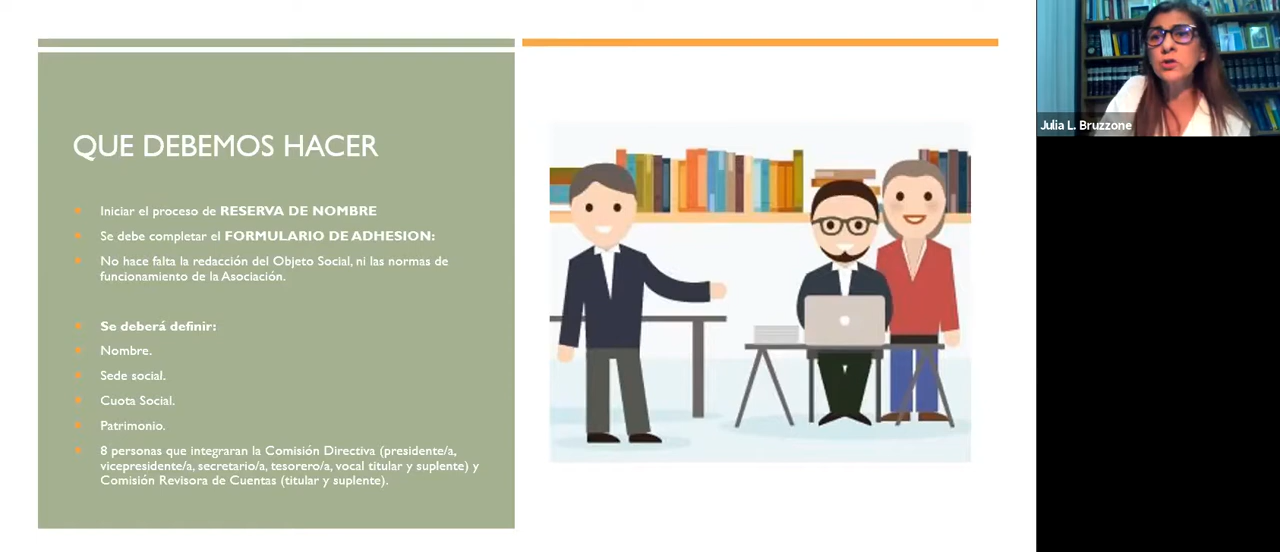 QUE DEBEMOS HACER
Iniciar el proceso de RESERVA DE NOMBRE
Se debe completar el FORMULARIO DE ADHESION:
No hace falta la redacción del Objeto Social, ni las normas de
funcionamiento de la Asociación.
Se deberá definir:
Nombre.
Sede social.
Cuota Social.
Patrimonio.
8 personas que integraran la Comisión Directiva (presidente/a,
vicepresidente/a, secretario/a, tesorero/a, vocal titular y suplente) y
Comisión Revisora de Cuentas (titular y suplente).
Julia L. Bruzzone